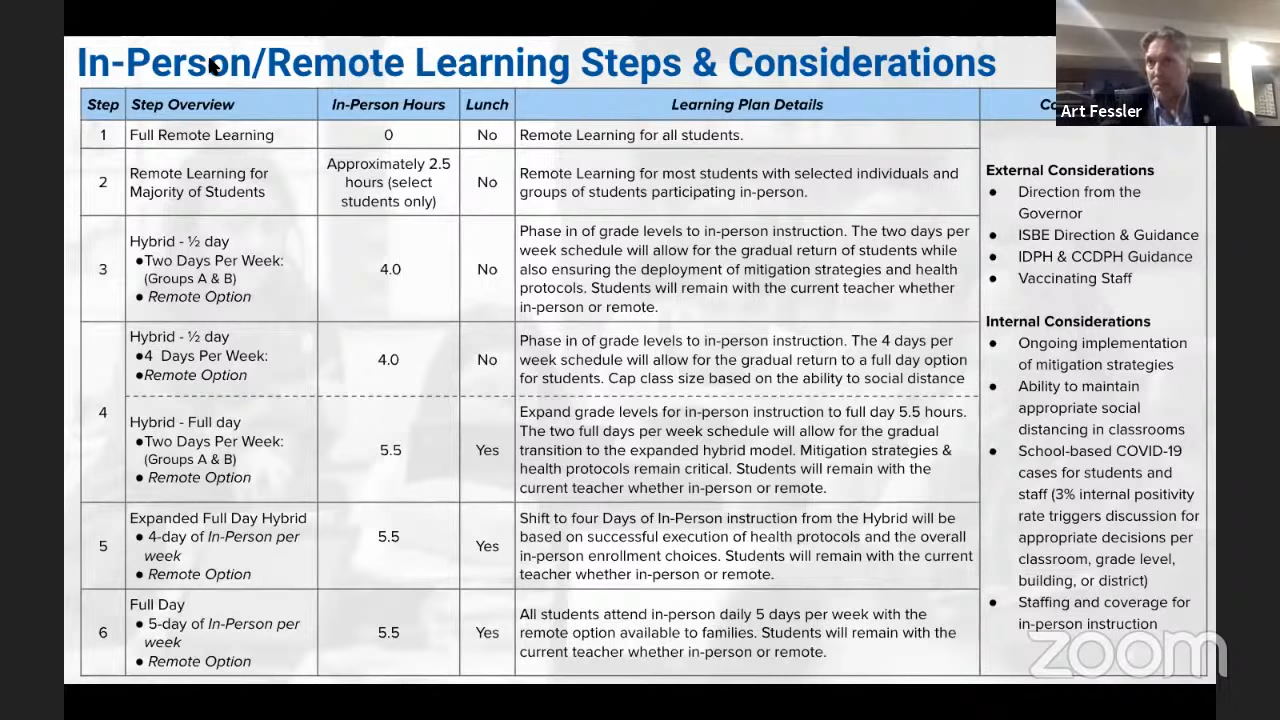 In-Person/Remote Learning Steps & Considerations
Art Fessler
Step
Step Overview
In-Person Hours
Lunch
Learning Plan Details
1
Full Remote Learning
0
No
Remote Learning for all students.
2
Remote Learning for
Majority of Students
Approximately 2.5
hours (select
students only)
No
Remote Learning for most students with selected individuals and
groups of students participating in-person.
3
Hybrid - ½ day
●Two Days Per Week:
(Groups A & B)
● Remote Option
4.0
No
Phase in of grade levels to in-person instruction. The two days per
week schedule will allow for the gradual return of students while
also ensuring the deployment of mitigation strategies and health
protocols. Students will remain with the current teacher whether
in-person or remote.
4
Hybrid - ½ day
●4 Days Per Week:
●Remote Option
4.0
No
Phase in of grade levels to in-person instruction. The 4 days per
week schedule will allow for the gradual return to a full day option
for students. Cap class size based on the ability to social distance
Hybrid - Full day
●Two Days Per Week:
(Groups A & B)
● Remote Option
5.5
Yes
Expand grade levels for in-person instruction to full day 5.5 hours.
The two full days per week schedule will allow for the gradual
transition to the expanded hybrid model. Mitigation strategies &
health protocols remain critical. Students will remain with the
current teacher whether in-person or remote.
5
Expanded Full Day Hybrid
● 4-day of In-Person per
week
● Remote Option
5.5
Yes
Shift to four Days of In-Person instruction from the Hybrid will be
based on successful execution of health protocols and the overall
in-person enrollment choices. Students will remain with the current
teacher whether in-person or remote.
6
Full Day
● 5-day of In-Person per
week
● Remote Option
5.5
Yes
All students attend in-person daily 5 days per week with the
remote option available to families. Students will remain with the
current teacher whether in-person or remote.
External Considerations
● Direction from the
Governor
● ISBE Direction & Guidance
● IDPH & CCDPH Guidance
● Vaccinating Staff
Internal Considerations
● Ongoing implementation
of mitigation strategies
● Ability to maintain
appropriate social
distancing in classrooms
● School-based COVID-19
cases for students and
staff (3% internal positivity
rate triggers discussion for
appropriate decisions per
classroom, grade level,
building, or district)
● Staffing and coverage for
in-person instruction
zoom